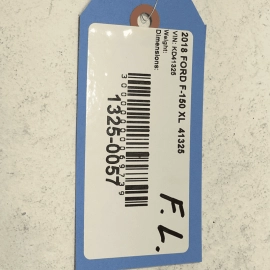 2018 FORD F-150 XL 41325
VIN: KD41325
Weight:
Dimensions:
1325-0057
F. L.